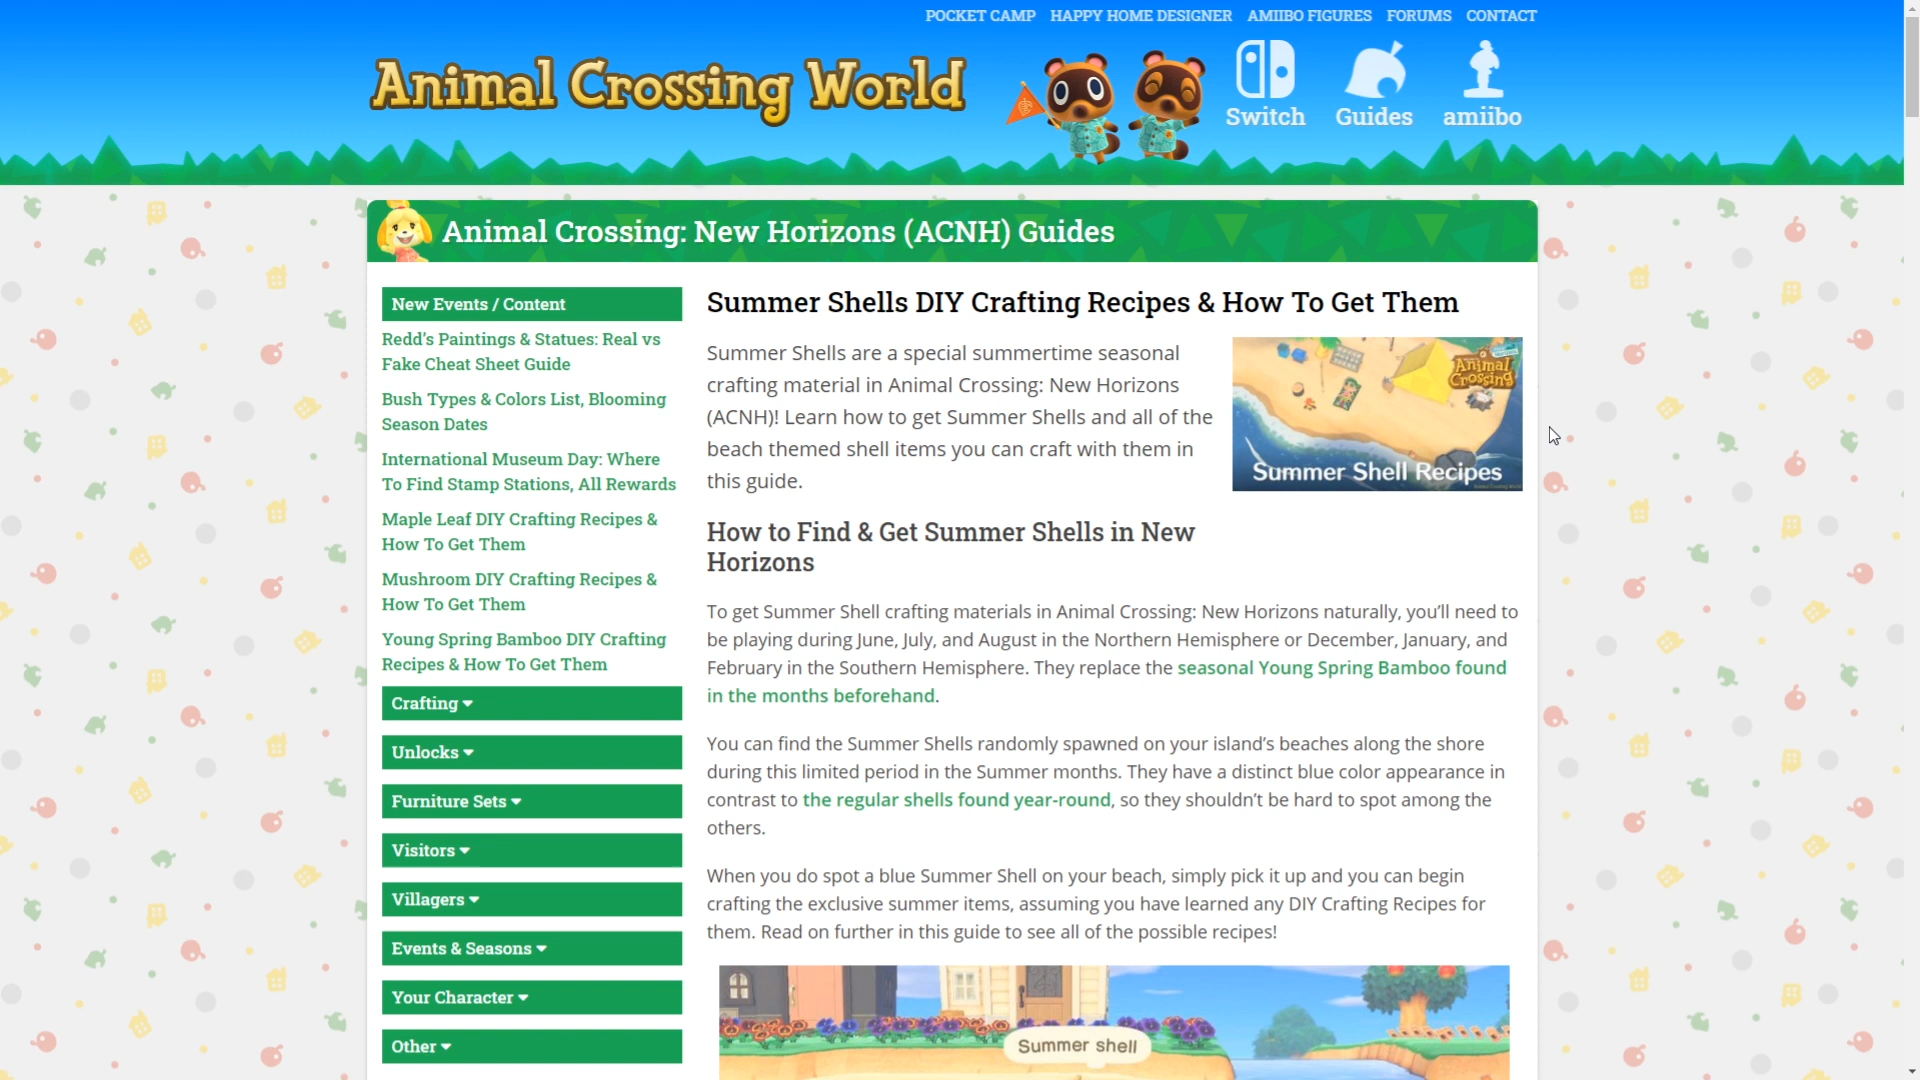 POCKET CAMP HAPPY HOME DESIGNER AMIIBO FIGURES FORUMS CONTACT
Animal Crossing World
Switch Guides amiibo
Animal Crossing: New Horizons (ACNH) Guides
New Events / Content
Redd’s Paintings & Statues: Real vs
Fake Cheat Sheet Guide
Bush Types & Colors List, Blooming
Season Dates
International Museum Day: Where
To Find Stamp Stations, All Rewards
Maple Leaf DIY Crafting Recipes &
How To Get Them
Mushroom DIY Crafting Recipes &
How To Get Them
Young Spring Bamboo DIY Crafting
Recipes & How To Get Them
Crafting
Unlocks
Furniture Sets
Visitors
Villagers
Events & Seasons
Your Character
Other
Summer Shells DIY Crafting Recipes & How To Get Them
Summer Shells are a special summertime seasonal
crafting material in Animal Crossing: New Horizons
(ACNH)! Learn how to get Summer Shells and all of the
beach themed shell items you can craft with them in
this guide.
Animal
Crossing
Summer Shell Recipes
How to Find & Get Summer Shells in New
Horizons
To get Summer Shell crafting materials in Animal Crossing: New Horizons naturally, you’ll need to
be playing during June, July, and August in the Northern Hemisphere or December, January, and
February in the Southern Hemisphere. They replace the seasonal Young Spring Bamboo found
in the months beforehand.
You can find the Summer Shells randomly spawned on your island’s beaches along the shore
during this limited period in the Summer months. They have a distinct blue color appearance in
contrast to the regular shells found year-round, so they shouldn’t be hard to spot among the
others.
When you do spot a blue Summer Shell on your beach, simply pick it up and you can begin
crafting the exclusive summer items, assuming you have learned any DIY Crafting Recipes for
them. Read on further in this guide to see all of the possible recipes!
Summer shell